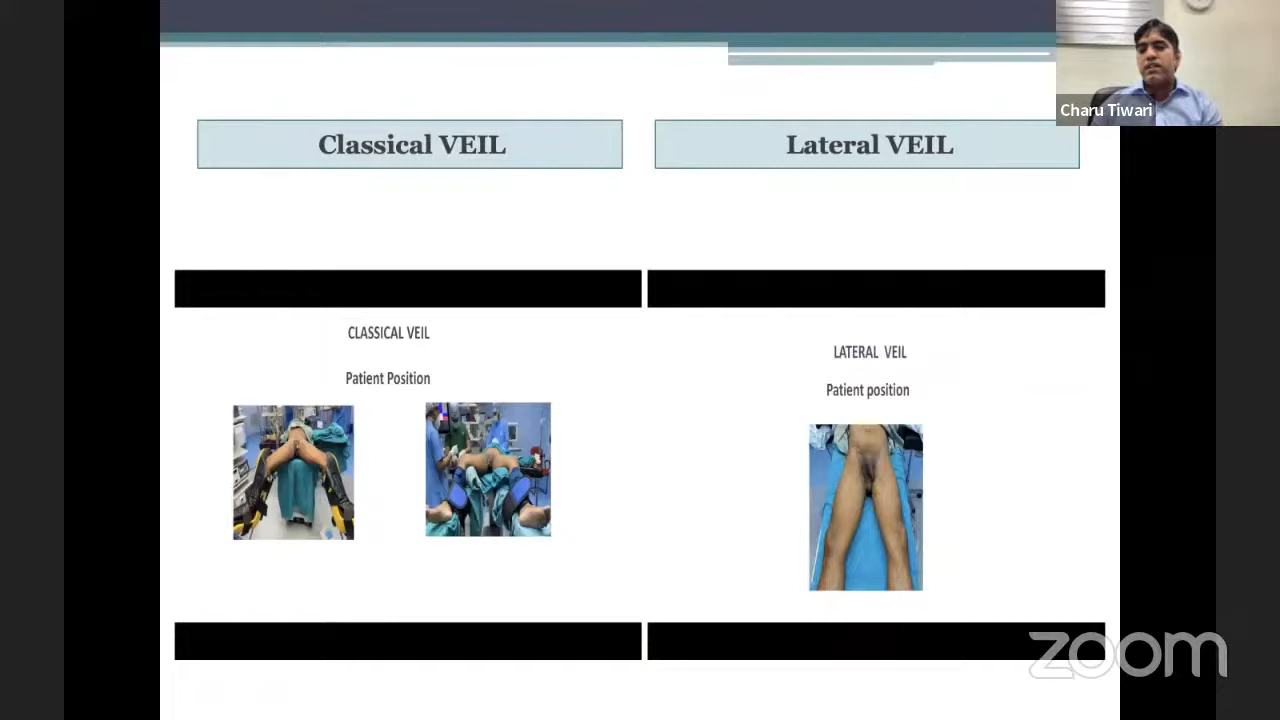 Charu Tiwari
Classical VEIL
Lateral VEIL
CLASSICAL VEIL
Patient Position
LATERAL VEIL
Patient position
zoom